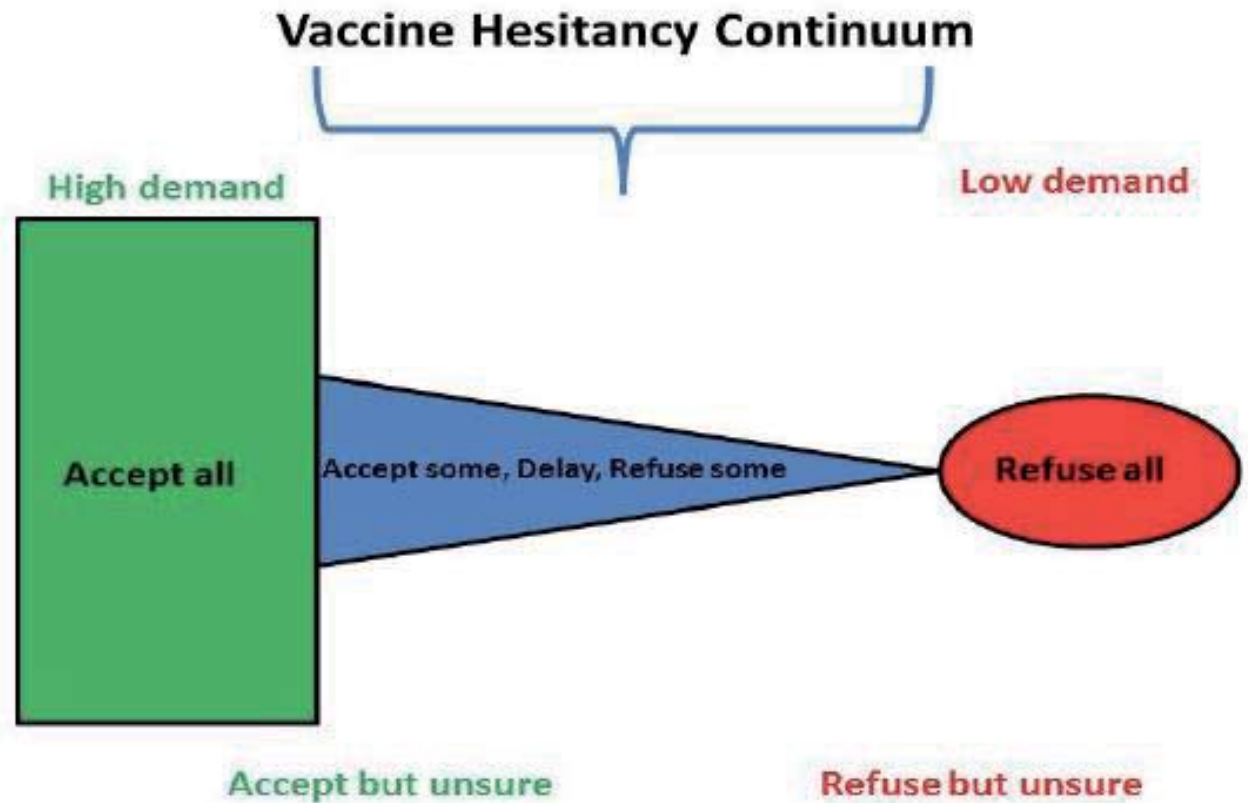 Vaccine Hesitancy Continuum
High demand
Low demand
Accept all
Accept some, Delay, Refuse some
Refuse all
Accept but unsure
Refuse but unsure